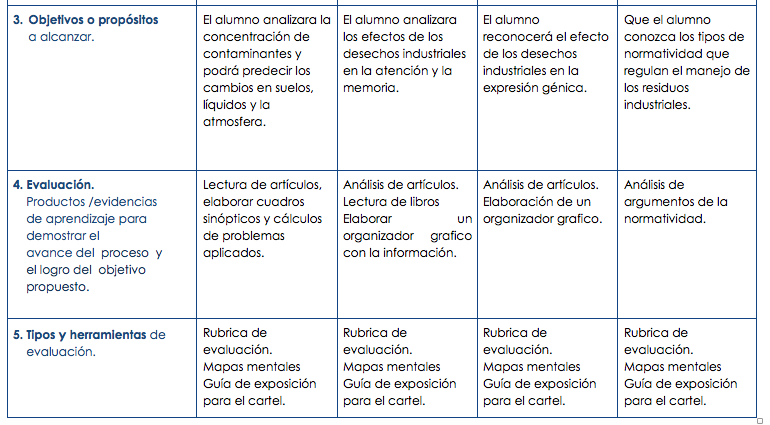 3. Objetivos o propósitos
a alcanzar.
El alumno analizara la
concentración de
contaminantes y
podrá predecir los
cambios en suelos,
líquidos y la
atmosfera.
El alumno analizara
los efectos de los
desechos industriales
en la atención y la
memoria.
El alumno
reconocerá el efecto
de los desechos
industriales en la
expresión génica.
Que el alumno
conozca los tipos de
normatividad que
regulan el manejo de
los residuos
industriales.
4. Evaluación.
Productos /evidencias
de aprendizaje para
demostrar el
avance del proceso y
el logro del objetivo
propuesto.
Lectura de artículos,
elaborar cuadros
sinópticos y cálculos
de problemas
aplicados.
Análisis de artículos.
Lectura de libros
Elaborar un
organizador grafico
con la información.
Análisis de artículos.
Elaboración de un
organizador grafico.
Análisis de
argumentos de la
normatividad.
5. Tipos y herramientas de
evaluación.
Rubrica de
evaluación.
Mapas mentales
Guía de exposición
para el cartel.
Rubrica de
evaluación.
Mapas mentales
Guía de exposición
para el cartel.
Rubrica de
evaluación.
Mapas mentales
Guía de exposición
para el cartel.
Rubrica de
evaluación.
Mapas mentales
Guía de exposición
para el cartel.